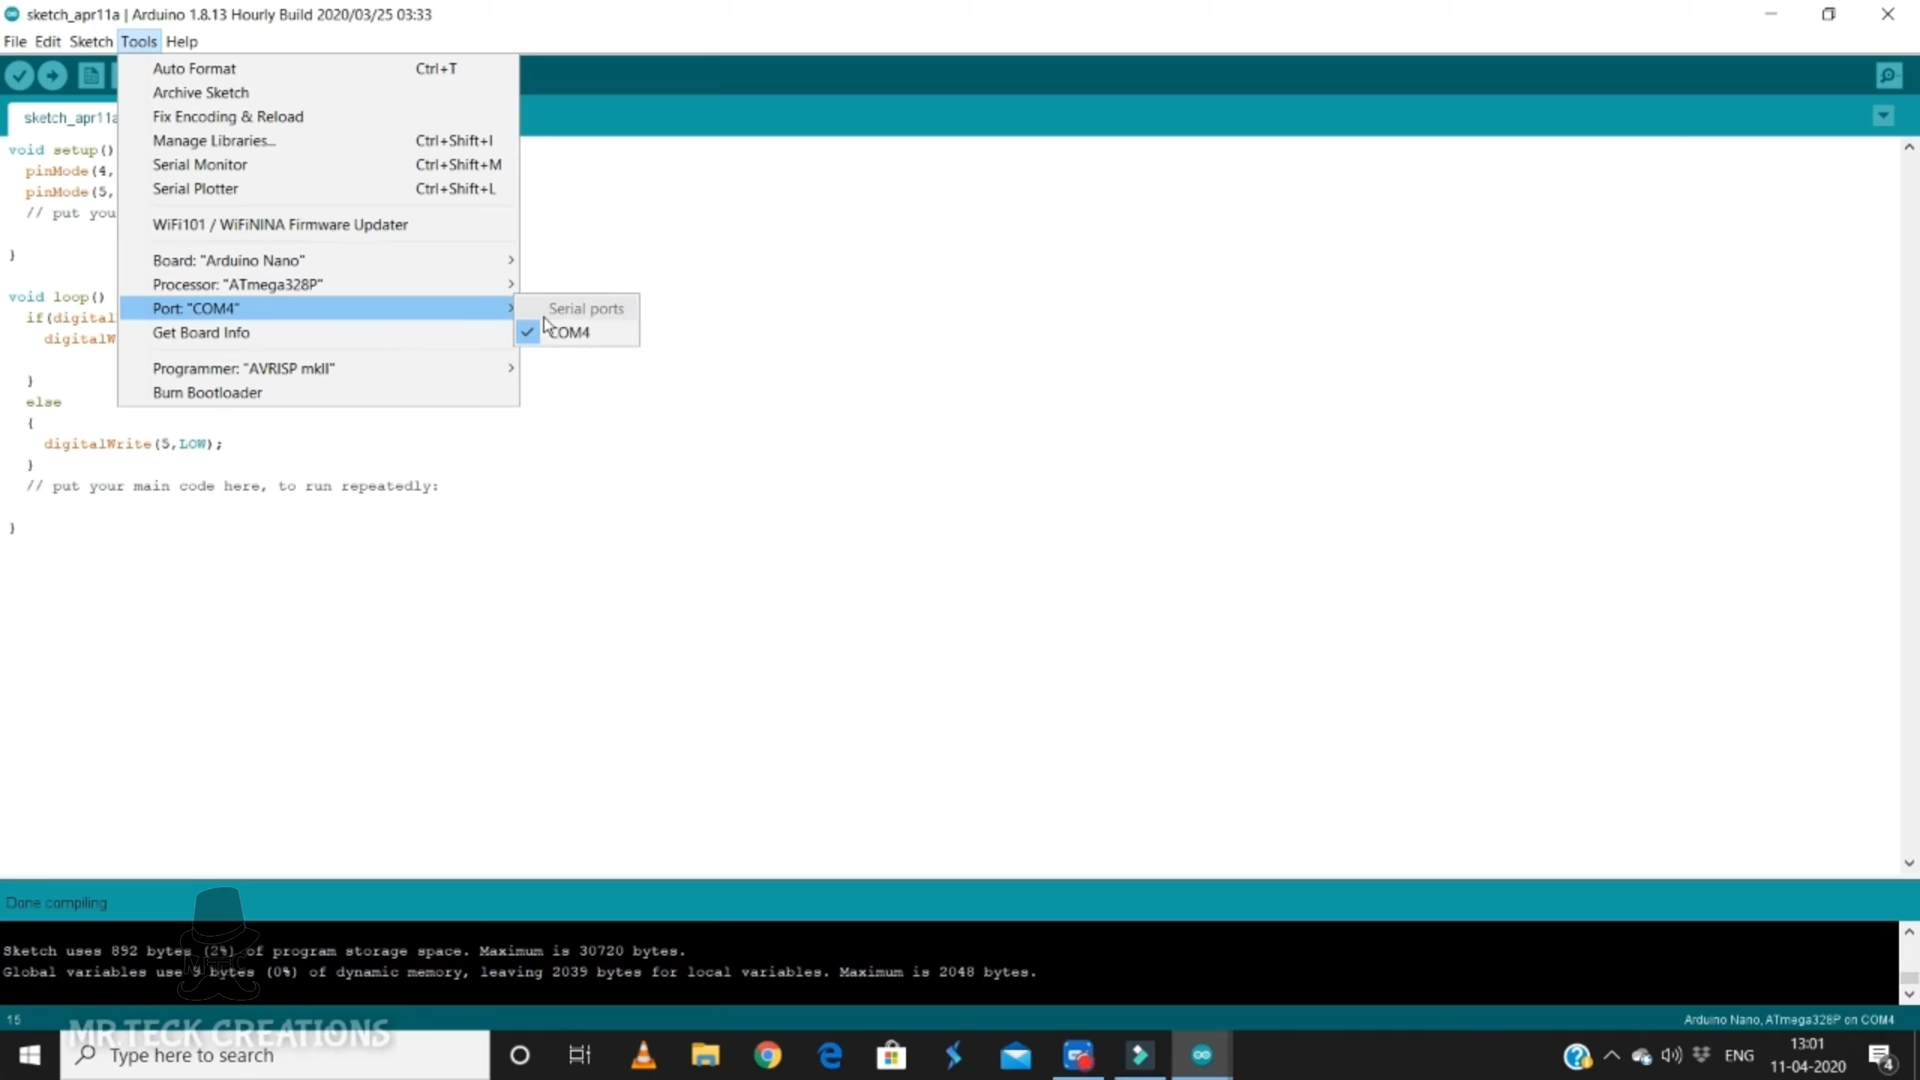 sketch_apr11a | Arduino 1.8.13 Hourly Build 2020/03/25 03:33
File Edit Sketch Tools Help
Auto Format Ctrl+T
Archive Sketch
Fix Encoding & Reload
Manage Libraries... Ctrl+Shift+I
Serial Monitor Ctrl+Shift+M
Serial Plotter Ctrl+Shift+L
WiFi101 / WiFiNINA Firmware Updater
Board: "Arduino Nano"
Processor: "ATmega328P"
Port: "COM4"
Get Board Info
Programmer: "AVRISP mkII"
Burn Bootloader
Serial ports
COM4
sketch_apr11a
void setup()
pinMode(4,
pinMode(5,
// put you
}
void loop()
if(digital
digitalW
}
else
{
digitalWrite(5,LOW);
}
// put your main code here, to run repeatedly:
}
Done compiling
Sketch uses 892 bytes (2%) of program storage space. Maximum is 30720 bytes.
Global variables use 9 bytes (0%) of dynamic memory, leaving 2039 bytes for local variables. Maximum is 2048 bytes.
15
Arduino Nano, ATmega328P on COM4
MR.TECK CREATIONS
Type here to search
ENG
13:01
11-04-2020
4